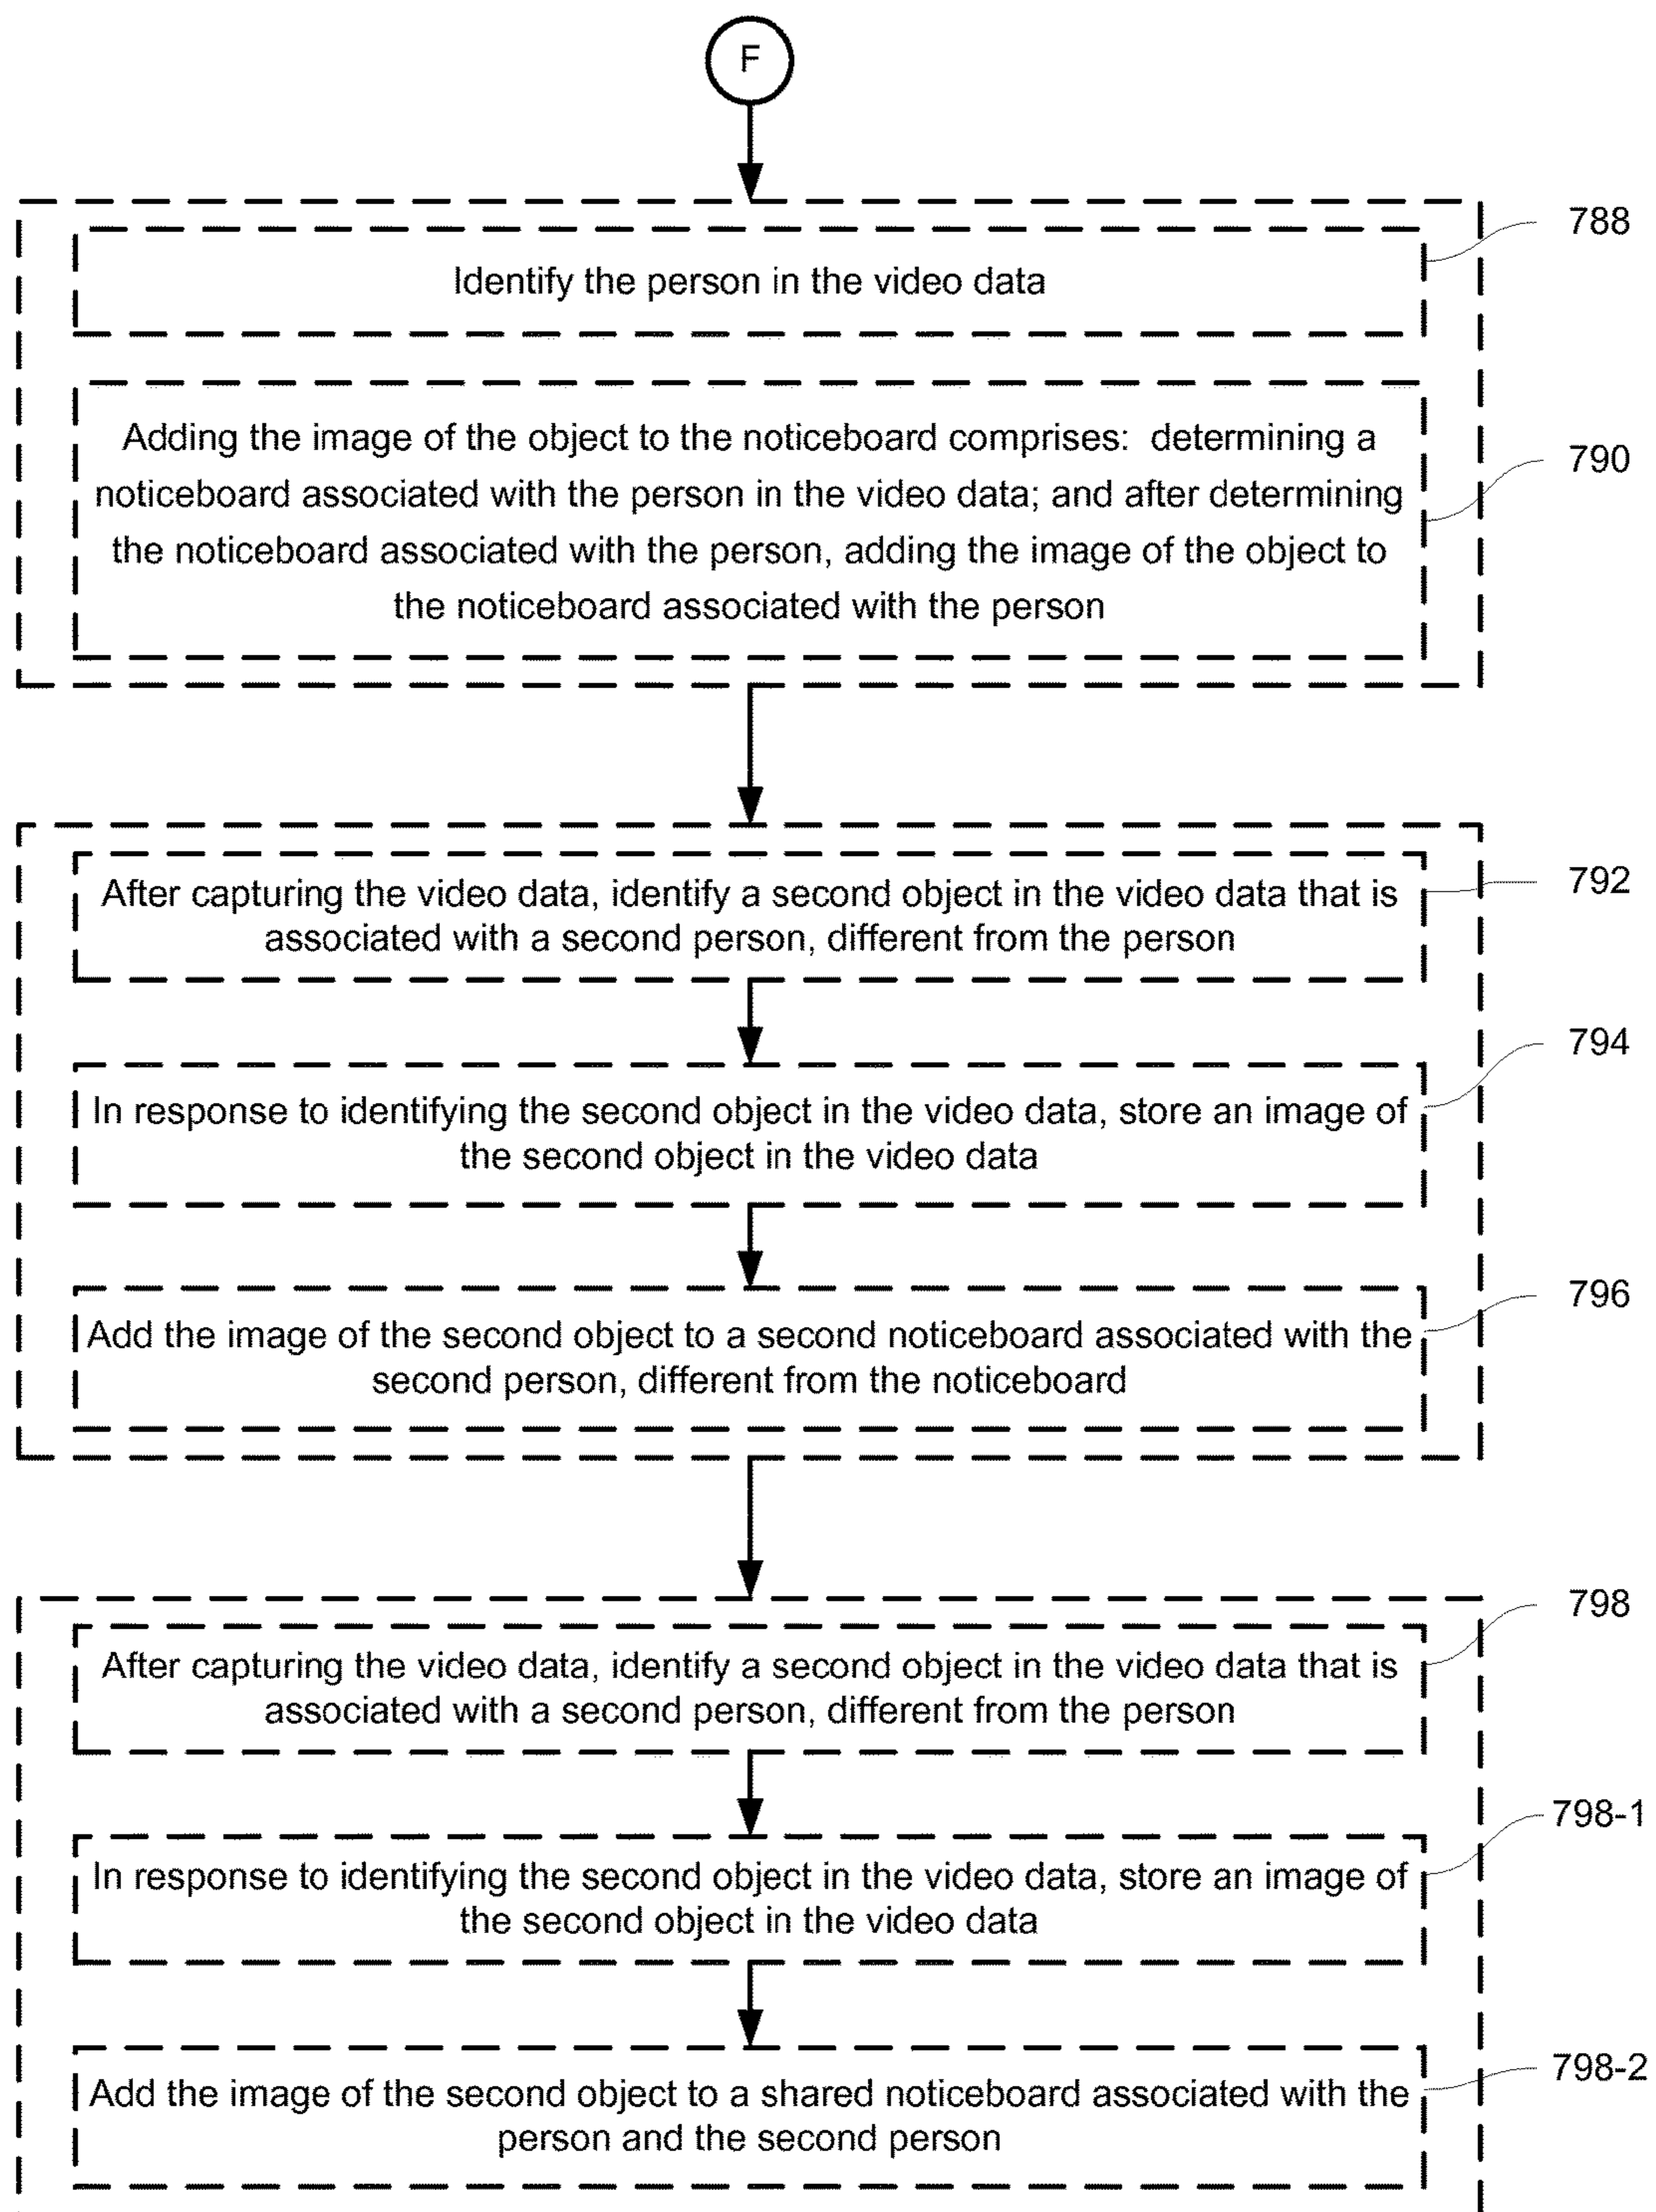 F
788
Identify the person in the video data
Adding the image of the object to the noticeboard comprises:  determining a
noticeboard associated with the person in the video data; and after determining
the noticeboard associated with the person, adding the image of the object to
the noticeboard associated with the person
790
After capturing the video data, identify a second object in the video data that is
associated with a second person, different from the person
792
In response to identifying the second object in the video data, store an image of
the second object in the video data
794
Add the image of the second object to a second noticeboard associated with the
second person, different from the noticeboard
796
After capturing the video data, identify a second object in the video data that is
associated with a second person, different from the person
798
In response to identifying the second object in the video data, store an image of
the second object in the video data
798-1
Add the image of the second object to a shared noticeboard associated with the
person and the second person
798-2